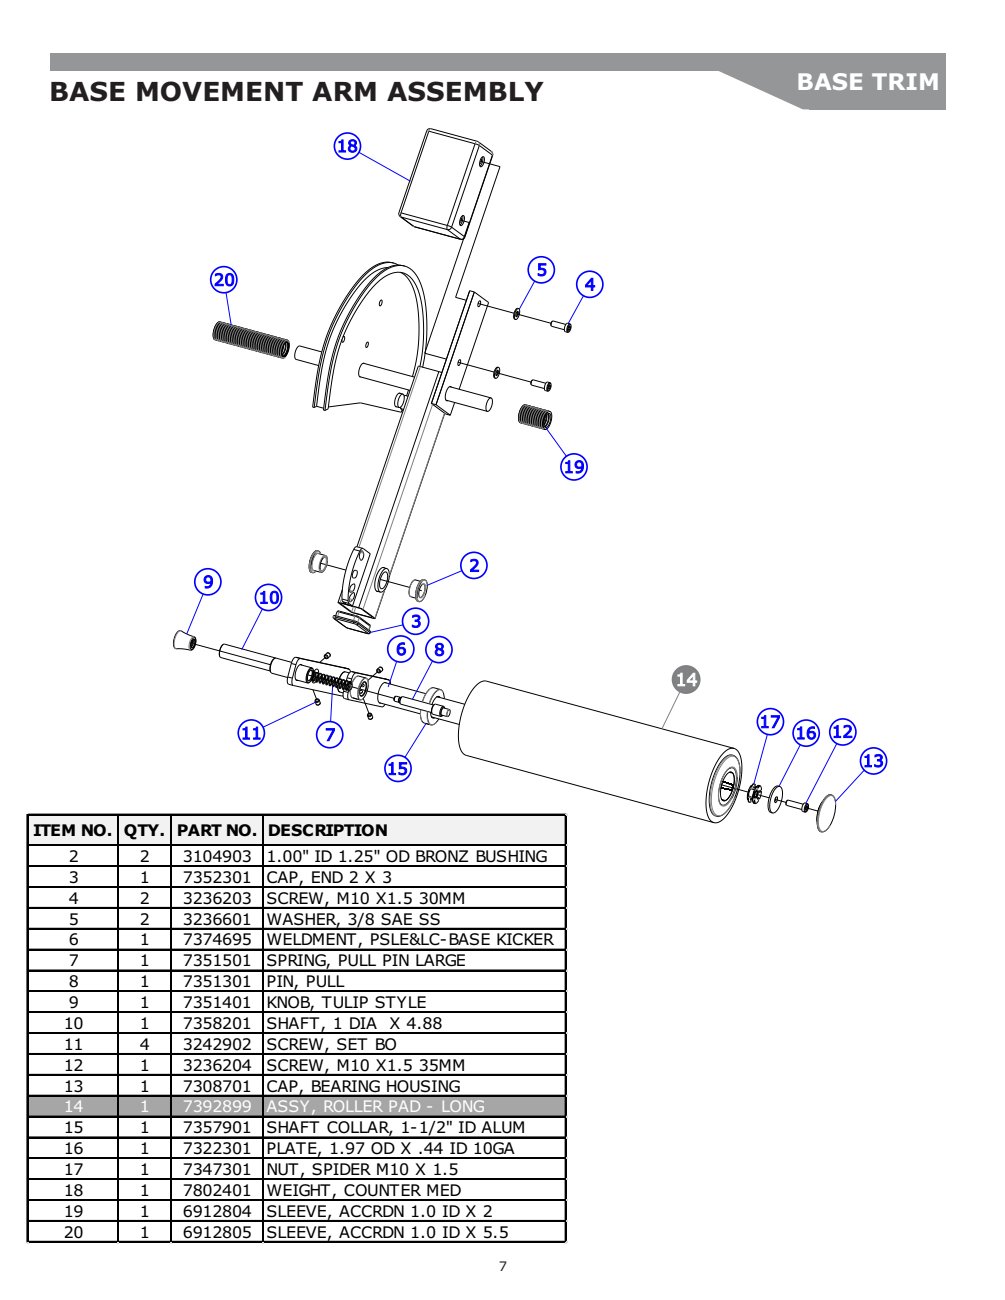 BASE TRIM
BASE MOVEMENT ARM ASSEMBLY
18
5
4
20
19
2
9
10
3
6
8
14
11
7
15
17
16
12
13
ITEM NO. QTY. PART NO. DESCRIPTION
2 2 3104903 1.00" ID 1.25" OD BRONZ BUSHING
3 1 7352301 CAP, END 2 X 3
4 2 3236203 SCREW, M10 X1.5 30MM
5 2 3236601 WASHER, 3/8 SAE SS
6 1 7374695 WELDMENT, PSLE&LC-BASE KICKER
7 1 7351501 SPRING, PULL PIN LARGE
8 1 7351301 PIN, PULL
9 1 7351401 KNOB, TULIP STYLE
10 1 7358201 SHAFT, 1 DIA X 4.88
11 4 3242902 SCREW, SET BO
12 1 3236204 SCREW, M10 X1.5 35MM
13 1 7308701 CAP, BEARING HOUSING
14 1 7392899 ASSY, ROLLER PAD - LONG
15 1 7357901 SHAFT COLLAR, 1-1/2" ID ALUM
16 1 7322301 PLATE, 1.97 OD X .44 ID 10GA
17 1 7347301 NUT, SPIDER M10 X 1.5
18 1 7802401 WEIGHT, COUNTER MED
19 1 6912804 SLEEVE, ACCRDN 1.0 ID X 2
20 1 6912805 SLEEVE, ACCRDN 1.0 ID X 5.5
7